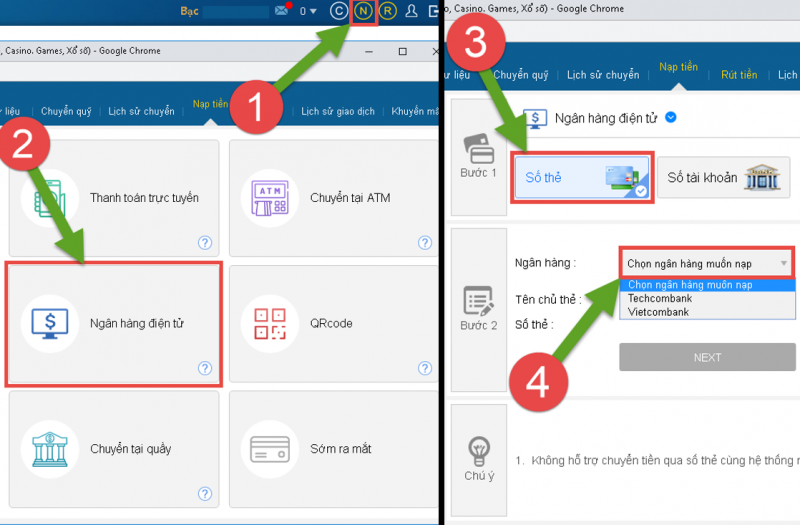 Bạc 0 C N R
, Casino. Games, Xổ số) - Google Chrome
liệu Chuyển quỹ Lịch sử chuyển Nạp tiền Lịch sử giao dịch Khuyến mã
1
2
Thanh toán trực tuyến ?
Chuyển tại ATM ?
ATM
Ngân hàng điện tử ?
$
QRcode ?
Chuyển tại quầy ?
Sớm ra mắt
, Casino. Games, Xổ số) - Google Chrome
3
ư liệu Chuyển quỹ Lịch sử chuyển Nạp tiền Rút tiền Lịch
$ Ngân hàng điện tử
Bước 1
Số thẻ Số tài khoản
Bước 2
Ngân hàng : Chọn ngân hàng muốn nạp
Chọn ngân hàng muốn nạp
Tên chủ thẻ : Techcombank
Số thẻ : Vietcombank
NEXT
4
Chú ý
1. Không hỗ trợ chuyển tiền qua số thẻ cùng hệ thống